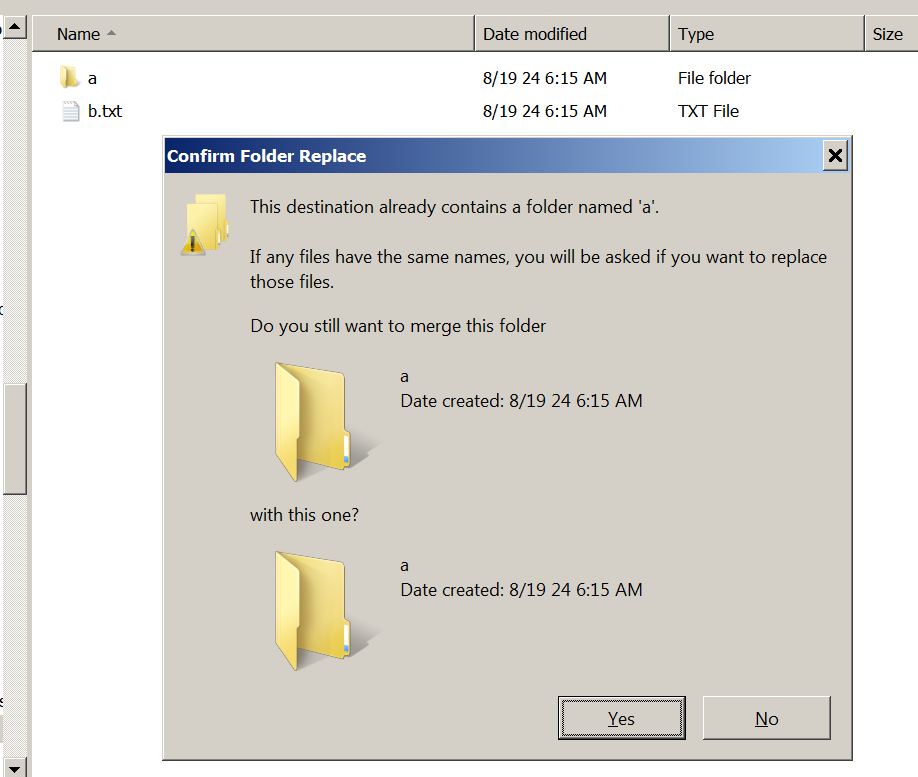 Name Date modified Type Size
a 8/19 24 6:15 AM File folder
b.txt 8/19 24 6:15 AM TXT File
Confirm Folder Replace
This destination already contains a folder named 'a'.
If any files have the same names, you will be asked if you want to replace
those files.
Do you still want to merge this folder
a
Date created: 8/19 24 6:15 AM
with this one?
a
Date created: 8/19 24 6:15 AM
Yes No